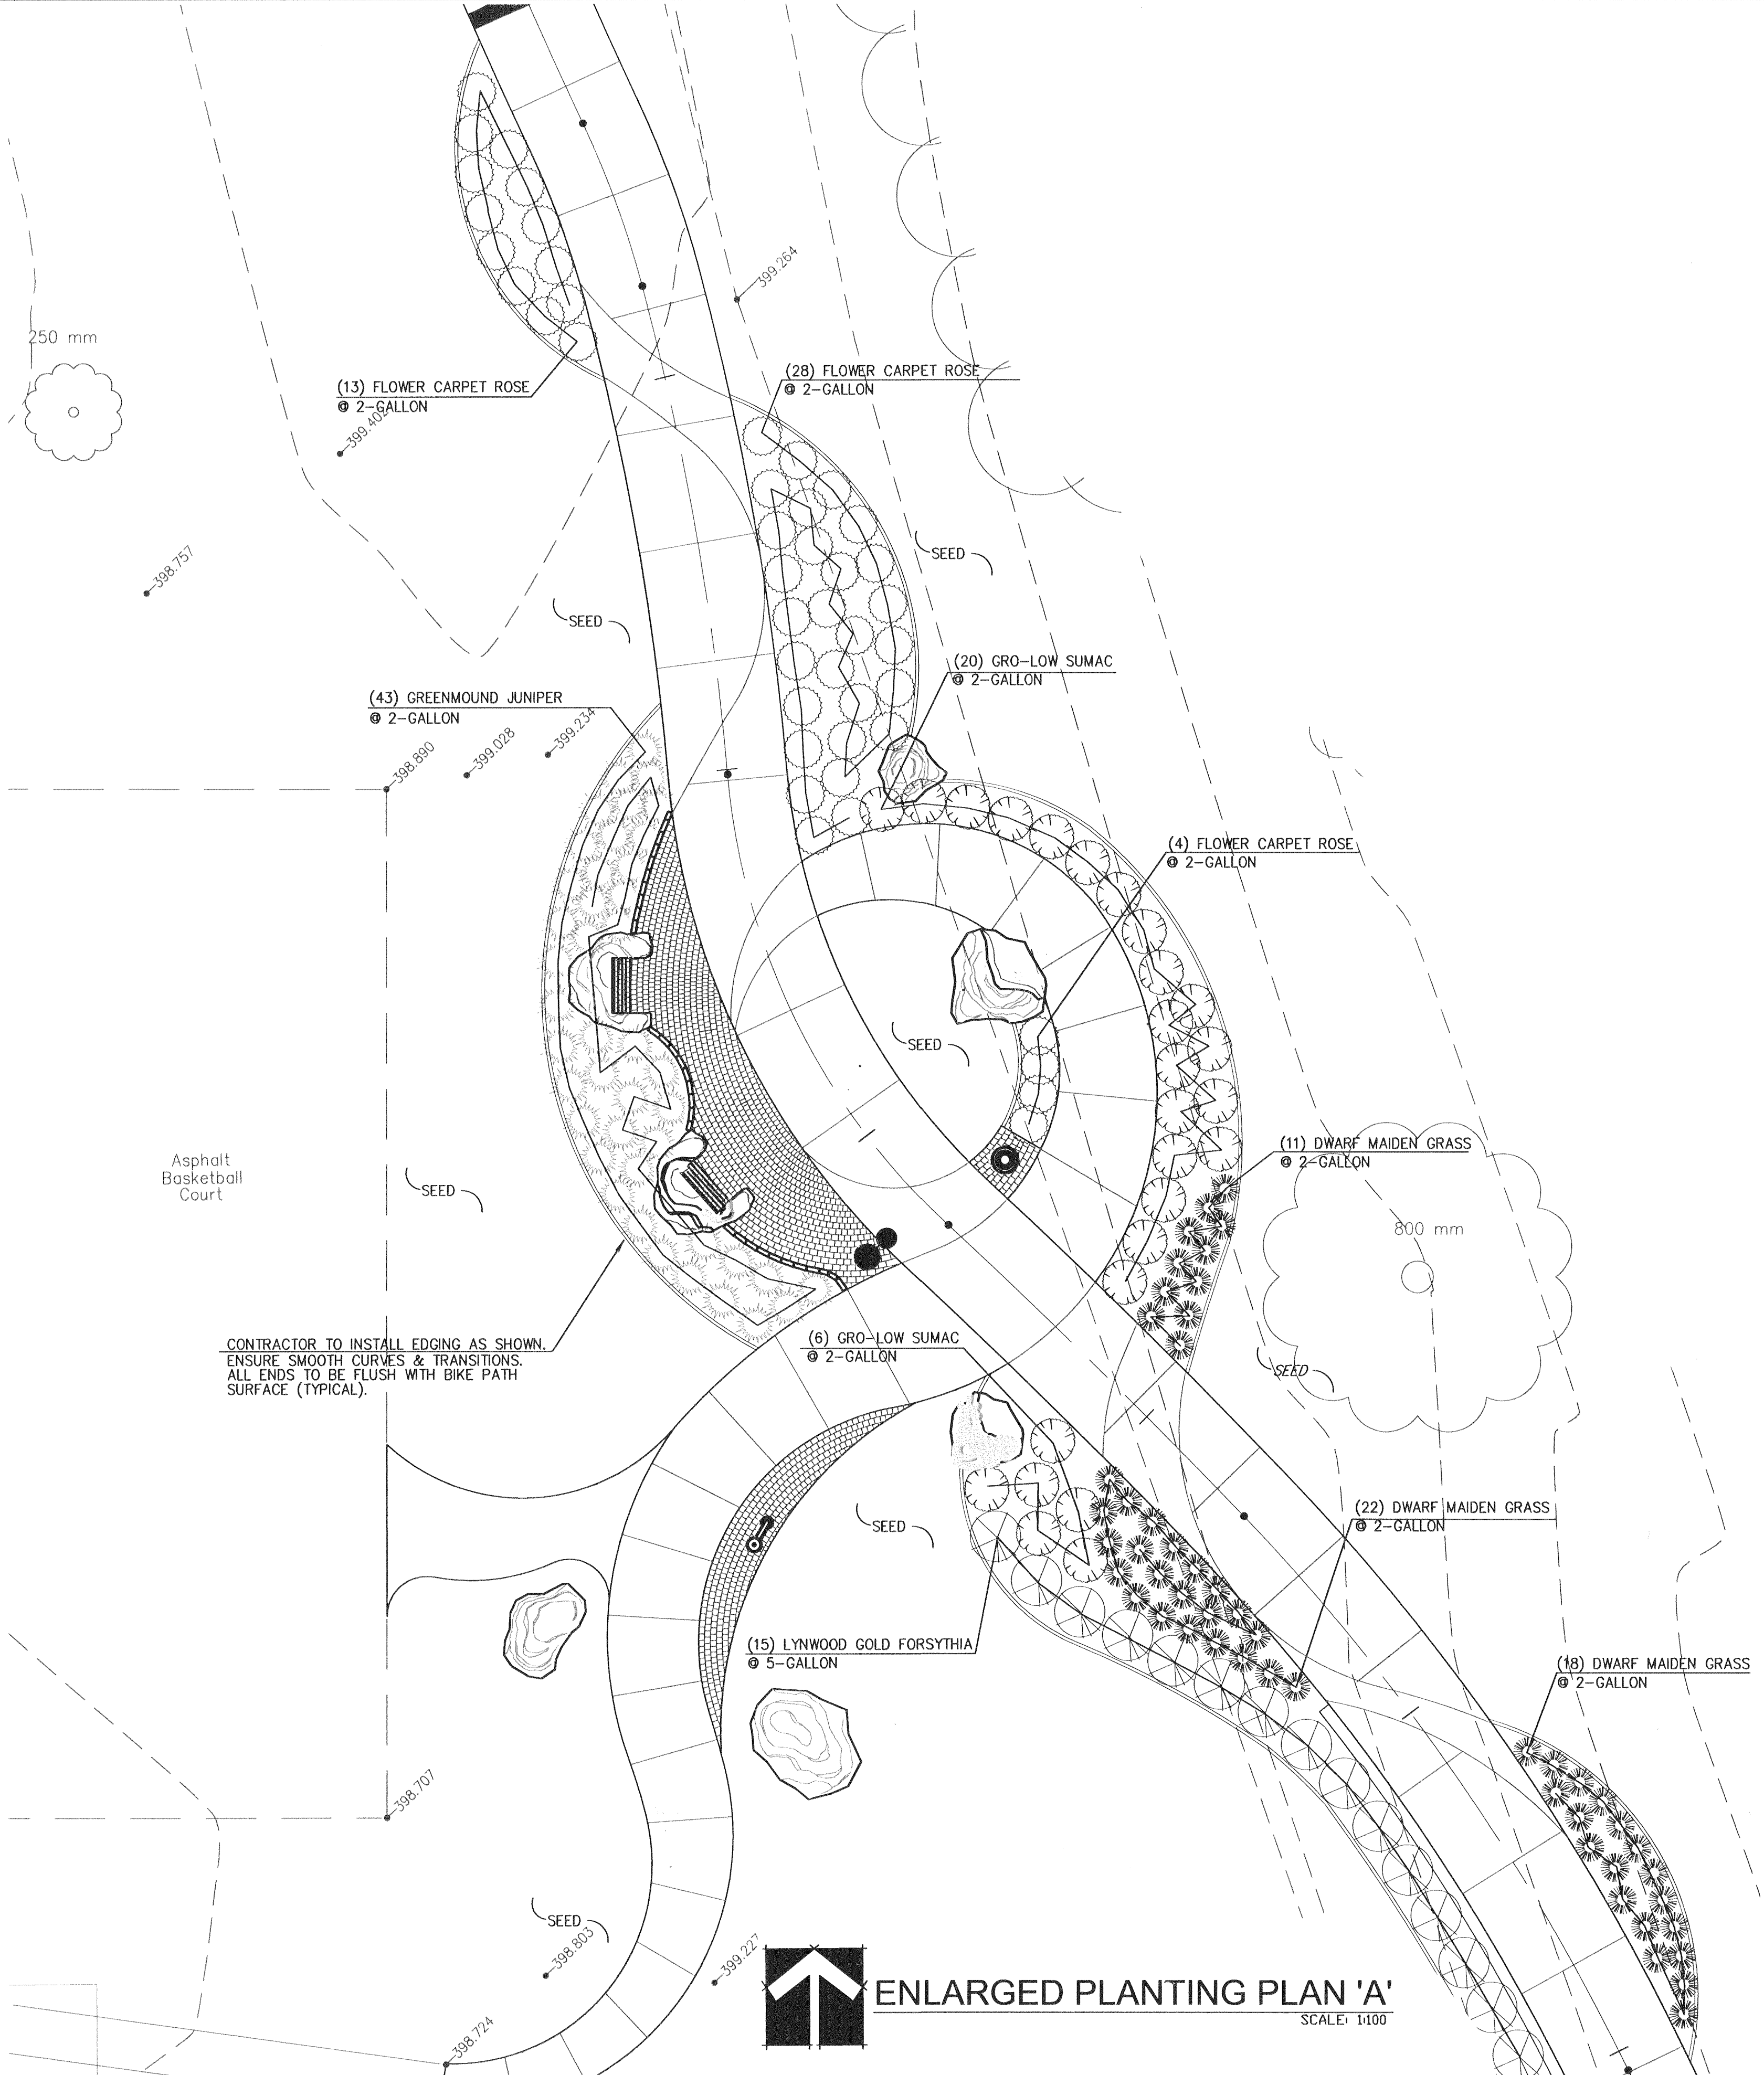 399.264
250 mm
(13) FLOWER CARPET ROSE
@ 2-GALLON
(28) FLOWER CARPET ROSE
@ 2-GALLON
399.402
398.757
SEED
SEED
(20) GRO-LOW SUMAC
@ 2-GALLON
(43) GREENMOUND JUNIPER
@ 2-GALLON
399.234
399.028
398.890
(4) FLOWER CARPET ROSE
@ 2-GALLON
SEED
(11) DWARF MAIDEN GRASS
@ 2-GALLON
Asphalt
Basketball
Court
SEED
800 mm
CONTRACTOR TO INSTALL EDGING AS SHOWN.
ENSURE SMOOTH CURVES & TRANSITIONS.
ALL ENDS TO BE FLUSH WITH BIKE PATH
SURFACE (TYPICAL).
(6) GRO-LOW SUMAC
@ 2-GALLON
SEED
(22) DWARF MAIDEN GRASS
@ 2-GALLON
SEED
(15) LYNWOOD GOLD FORSYTHIA
@ 5-GALLON
(18) DWARF MAIDEN GRASS
@ 2-GALLON
398.707
SEED
398.803
399.227
398.724
ENLARGED PLANTING PLAN 'A'
SCALE: 1:100